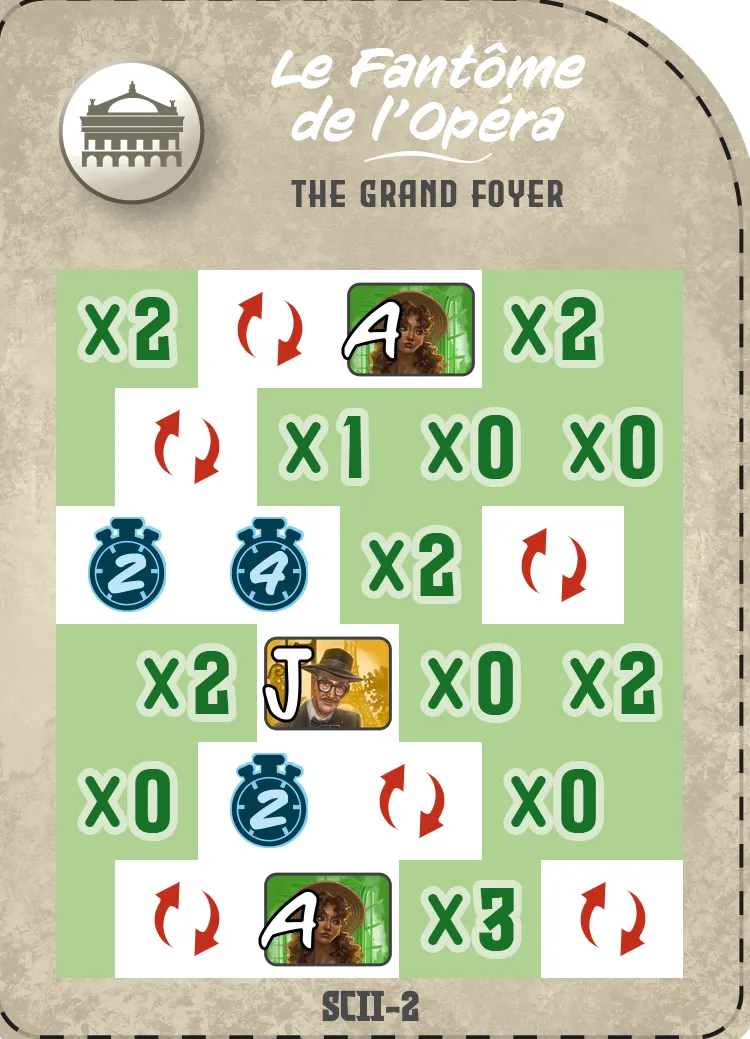 Le Fantôme
de l'Opéra
THE GRAND FOYER
X2 A X2
X1 X0 X0
2 4 X2
X2 J X0 X2
X0 2 X0
A X3
SCII-2